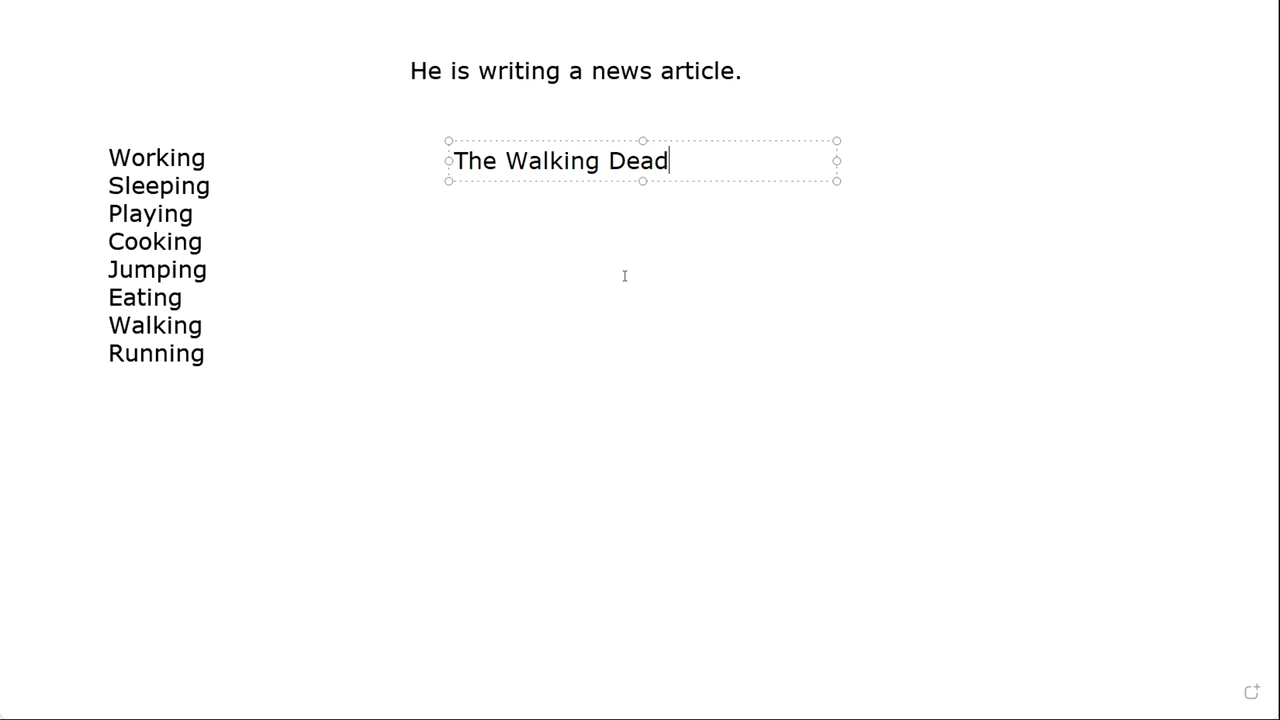 He is writing a news article.
The Walking Dead
Working
Sleeping
Playing
Cooking
Jumping
Eating
Walking
Running